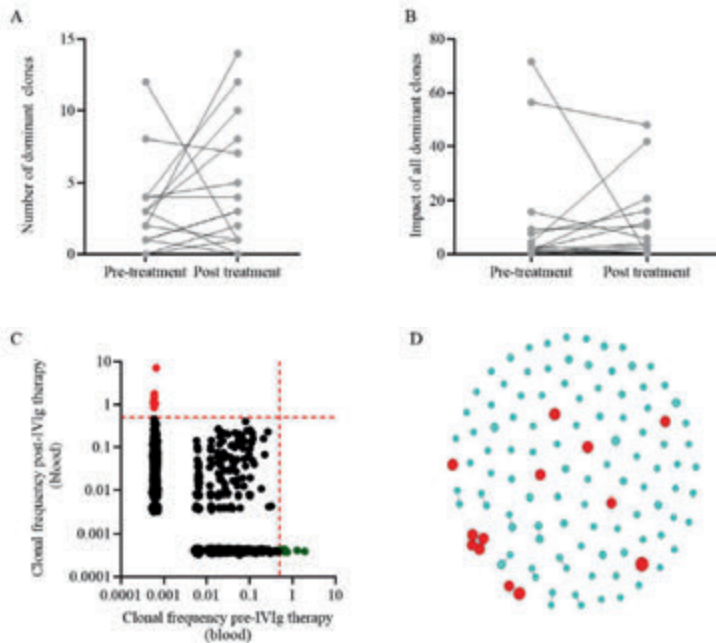 A
B
Number of dominant clones
15
10
5
0
Pre-treatment Post treatment
Impact of all dominant clones
80
60
40
20
0
Pre-treatment Post treatment
C
D
Clonal frequency post-IVIg therapy
(blood)
10
1
0.1
0.01
0.001
0.0001
0.0001 0.001 0.01 0.1 1 10
Clonal frequency pre-IVIg therapy
(blood)